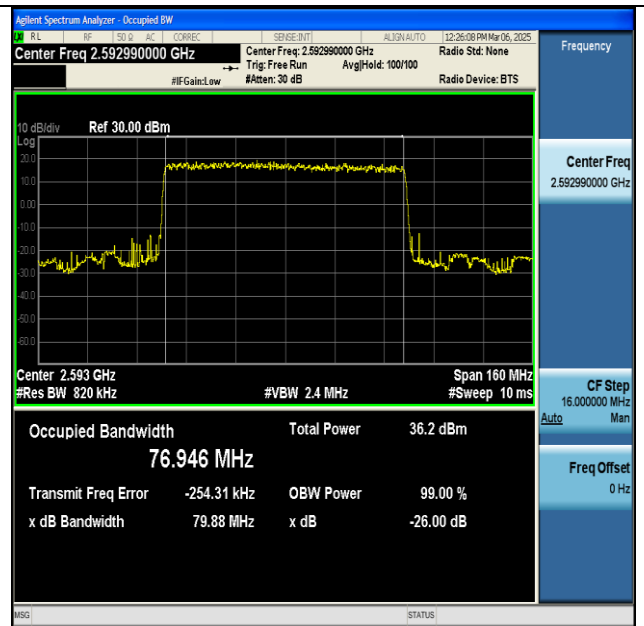 Agilent Spectrum Analyzer - Occupied BW
LXI RL RF 50 Ω AC CORREC SENSE:INT ALIGN AUTO 12:26:08 PM Mar 06, 2025
Center Freq 2.592990000 GHz
Center Freq: 2.592990000 GHz Radio Std: None
Trig: Free Run Avg|Hold: 100/100
#IFGain:Low #Atten: 30 dB Radio Device: BTS
10 dB/div Ref 30.00 dBm
Log
20.0
10.0
0.00
-10.0
-20.0
-30.0
-40.0
-50.0
-60.0
Center 2.593 GHz Span 160 MHz
#Res BW 820 kHz #VBW 2.4 MHz #Sweep 10 ms
Occupied Bandwidth Total Power 36.2 dBm
76.946 MHz
Transmit Freq Error -254.31 kHz OBW Power 99.00 %
x dB Bandwidth 79.88 MHz x dB -26.00 dB
MSG STATUS
Frequency
Center Freq
2.592990000 GHz
CF Step
16.000000 MHz
Auto Man
Freq Offset
0 Hz